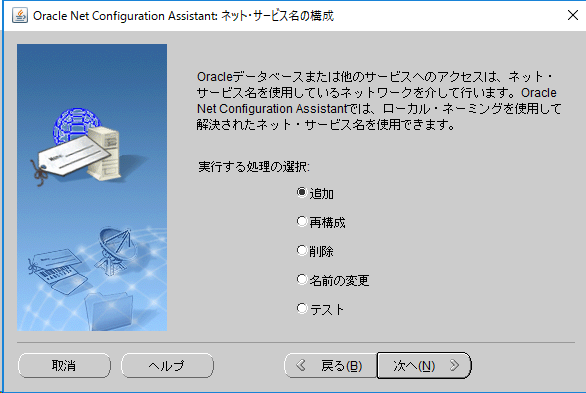 Oracle Net Configuration Assistant: ネット・サービス名の構成
Oracleデータベースまたは他のサービスへのアクセスは、ネット・
サービス名を使用しているネットワークを介して行います。Oracle
Net Configuration Assistantでは、ローカル・ネーミングを使用して
解決されたネット・サービス名を使用できます。
実行する処理の選択:
追加
再構成
削除
名前の変更
テスト
取消
ヘルプ
戻る(B)
次へ(N)